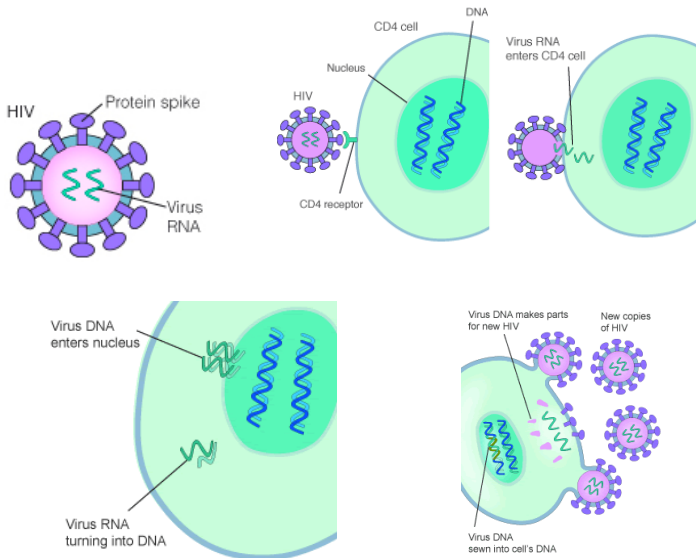 HIV
Protein spike
Virus
RNA
CD4 cell
DNA
Nucleus
HIV
CD4 receptor
Virus RNA
enters CD4 cell
Virus DNA
enters nucleus
Virus RNA
turning into DNA
Virus DNA makes parts
for new HIV
New copies
of HIV
Virus DNA
sewn into cell's DNA